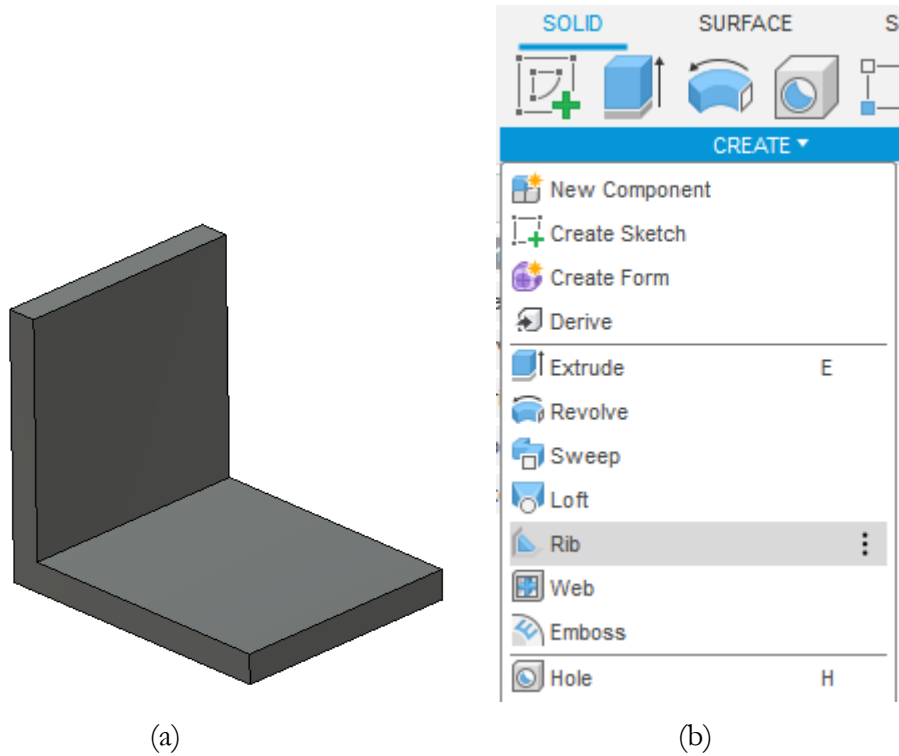 SOLID SURFACE S
CREATE
New Component
Create Sketch
Create Form
Derive
Extrude E
Revolve
Sweep
Loft
Rib
Web
Emboss
Hole H
(a) (b)